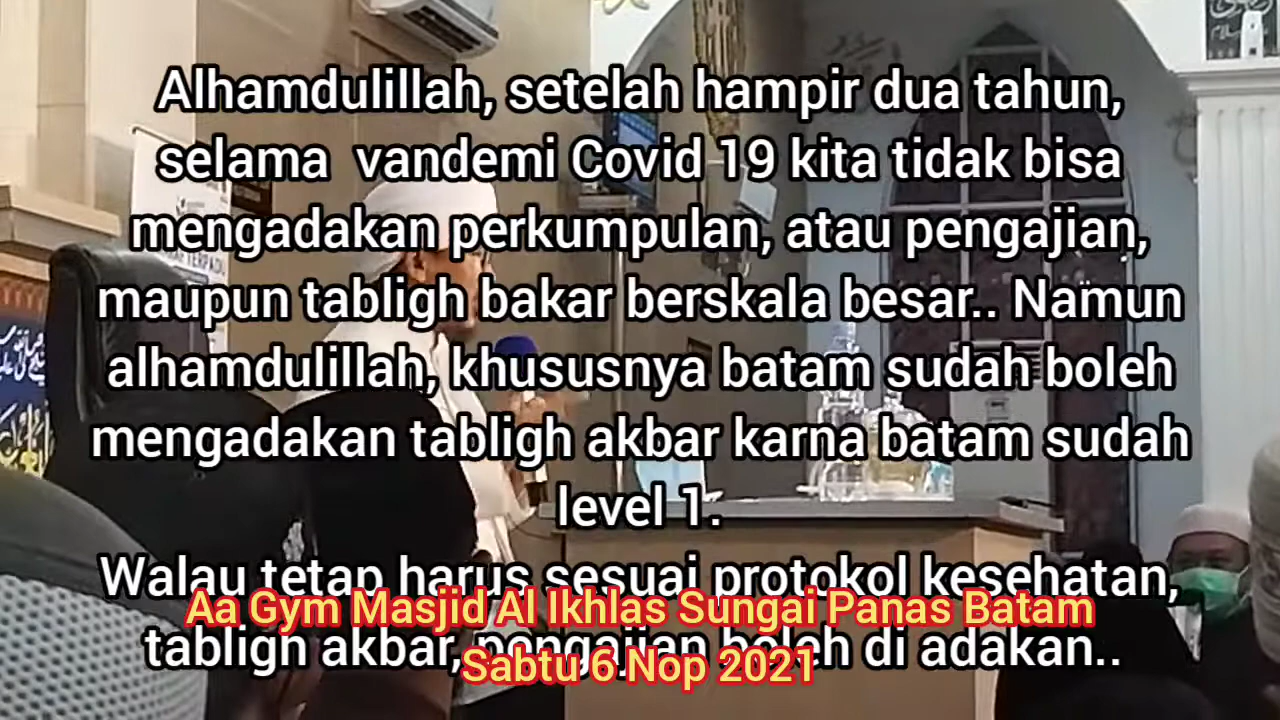 Alhamdulillah, setelah hampir dua tahun,
selama  vandemi Covid 19 kita tidak bisa
mengadakan perkumpulan, atau pengajian,
maupun tabligh bakar berskala besar.. Namun
alhamdulillah, khususnya batam sudah boleh
mengadakan tabligh akbar karna batam sudah
level 1.
Walau tetap harus sesuai protokol kesehatan,
Aa Gym Masjid Al Ikhlas Sungai Panas Batam
tabligh akbar, pengajian boleh di adakan..
Sabtu 6 Nop 2021